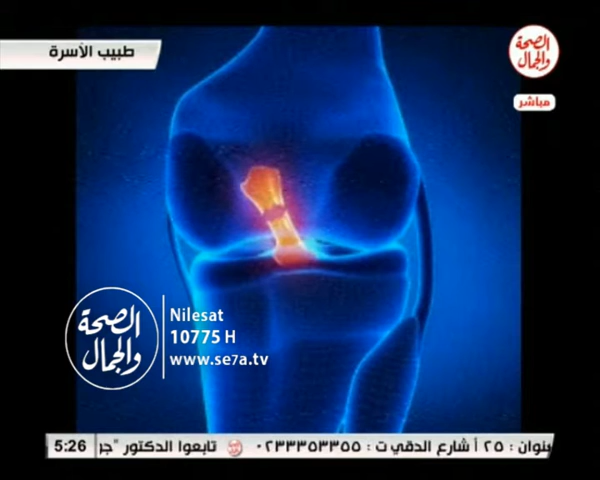 طبيب الأسرة
الصحة
والجمال
مباشر
الصحة
والجمال
Nilesat
10775 H
www.se7a.tv
عنوان : ٢٥ أ شارع الدقي ت : ٠٢٣٣٣٥٣٣٥٥ تابعوا الدكتور "جر 5:26